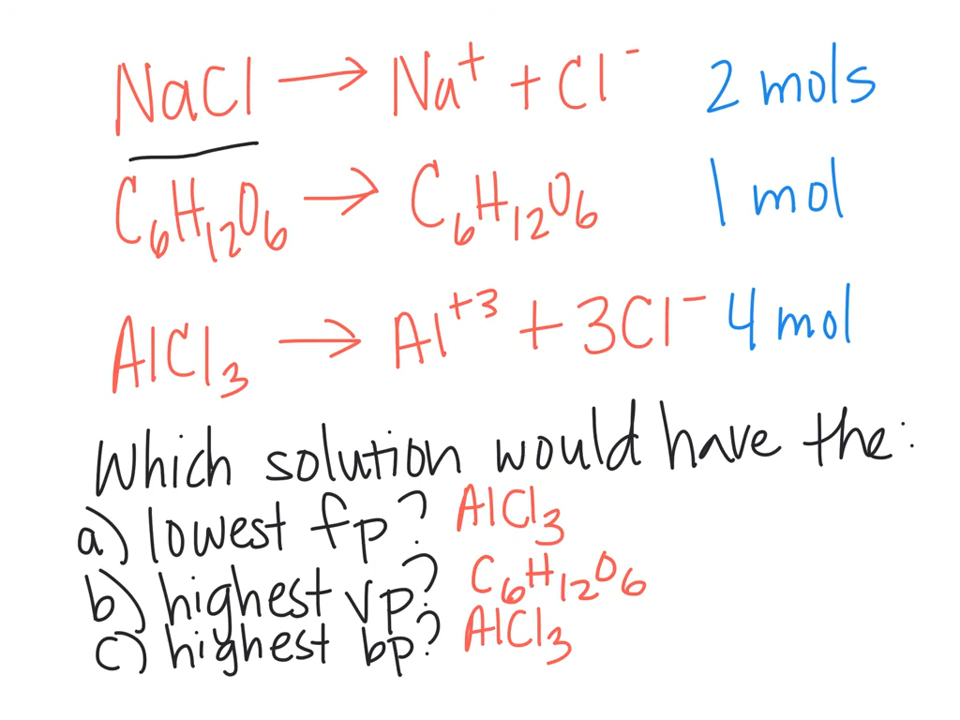 NaCl → Na⁺ + Cl⁻ 2 mols
C₆H₁₂O₆ → C₆H₁₂O₆ 1 mol
AlCl₃ → Al⁺³ + 3Cl⁻ 4 mol
Which solution would have the:
a) lowest fp? AlCl₃
b) highest vp? C₆H₁₂O₆
c) highest bp? AlCl₃